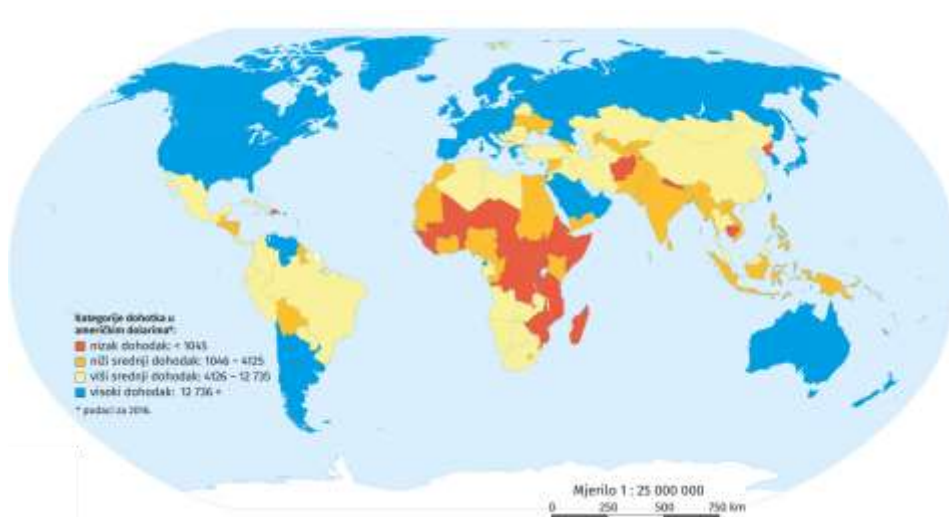 Kategorije dohotka u
američkim dolarima*:
nizak dohodak: < 1045
niži srednji dohodak: 1046 – 4125
viši srednji dohodak: 4126 – 12 735
visoki dohodak: 12 736 +
* podaci za 2016.
Mjerilo 1 : 25 000 000
0 250 500 750 km